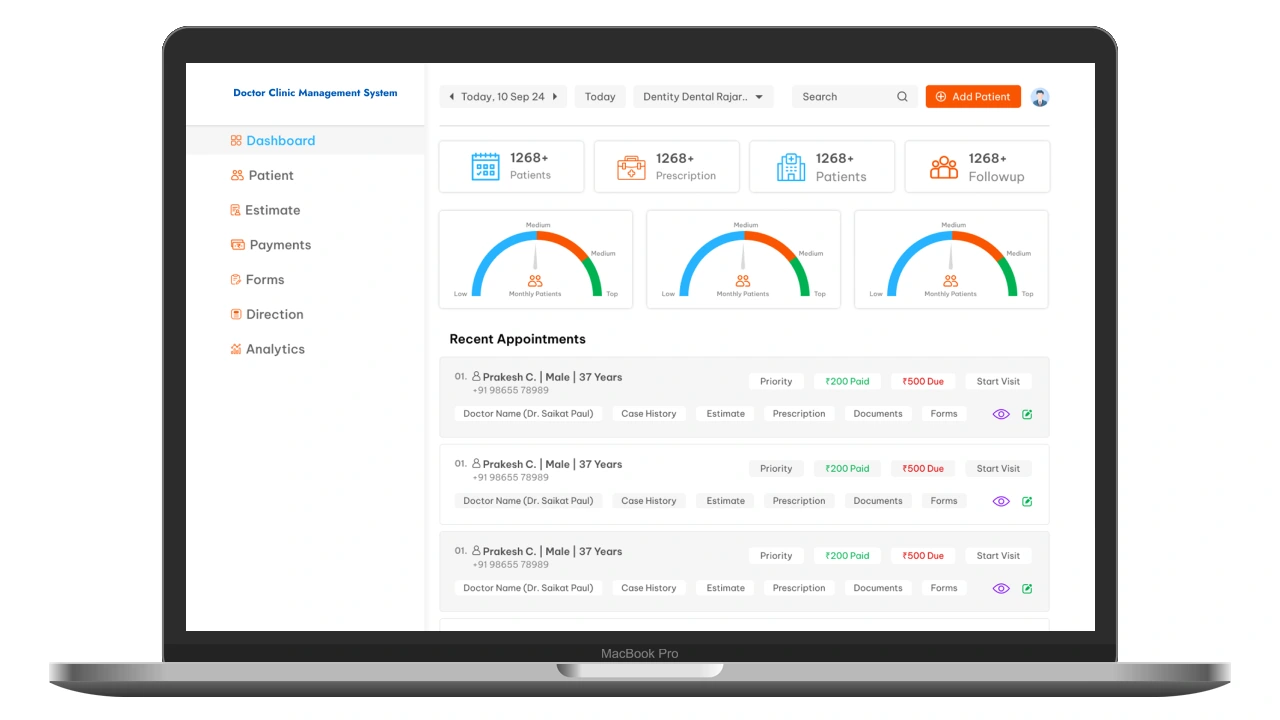 Doctor Clinic Management System
Today, 10 Sep 24 Today Dentity Dental Rajar.. Search Add Patient
Dashboard
Patient
Estimate
Payments
Forms
Direction
Analytics
1268+
Patients
1268+
Prescription
1268+
Patients
1268+
Followup
Medium
Medium
Low Monthly Patients Top
Medium
Medium
Low Monthly Patients Top
Medium
Medium
Low Monthly Patients Top
Recent Appointments
01. Prakesh C. | Male | 37 Years Priority ₹200 Paid ₹500 Due Start Visit
+91 98655 78989
Doctor Name (Dr. Saikat Paul) Case History Estimate Prescription Documents Forms
01. Prakesh C. | Male | 37 Years Priority ₹200 Paid ₹500 Due Start Visit
+91 98655 78989
Doctor Name (Dr. Saikat Paul) Case History Estimate Prescription Documents Forms
01. Prakesh C. | Male | 37 Years Priority ₹200 Paid ₹500 Due Start Visit
+91 98655 78989
Doctor Name (Dr. Saikat Paul) Case History Estimate Prescription Documents Forms
MacBook Pro